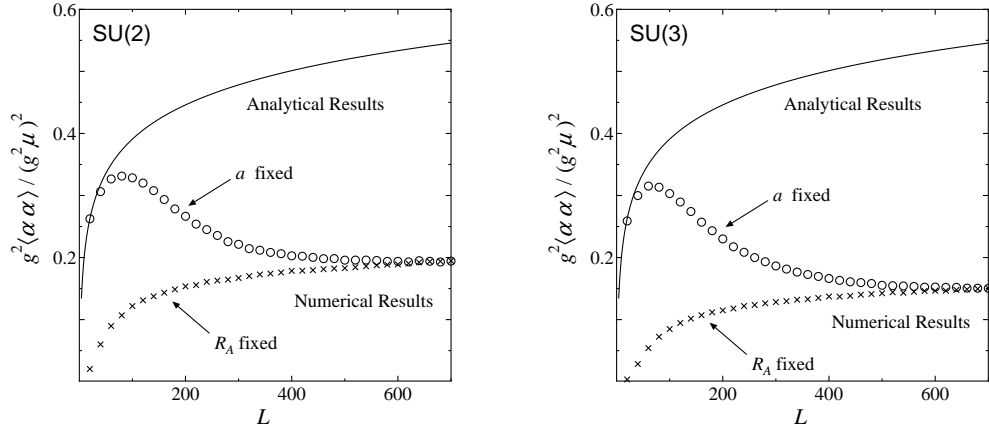 SU(2)
0.6
0.4
0.2
g²⟨α α⟩ / (g²μ)²
Analytical Results
a fixed
Numerical Results
R_A fixed
200 400 600
L
SU(3)
0.6
0.4
0.2
g²⟨α α⟩ / (g²μ)²
Analytical Results
a fixed
Numerical Results
R_A fixed
200 400 600
L